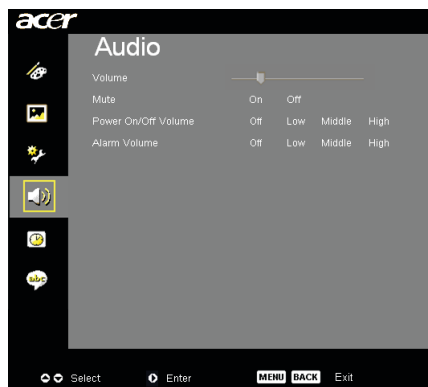 acer
Audio
Volume
Mute On Off
Power On/Off Volume Off Low Middle High
Alarm Volume Off Low Middle High
abc
Select Enter MENU BACK Exit